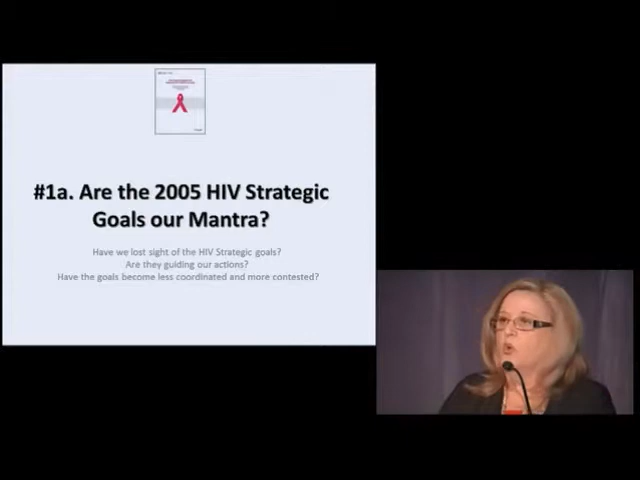 #1a. Are the 2005 HIV Strategic
Goals our Mantra?
Have we lost sight of the HIV Strategic goals?
Are they guiding our actions?
Have the goals become less coordinated and more contested?